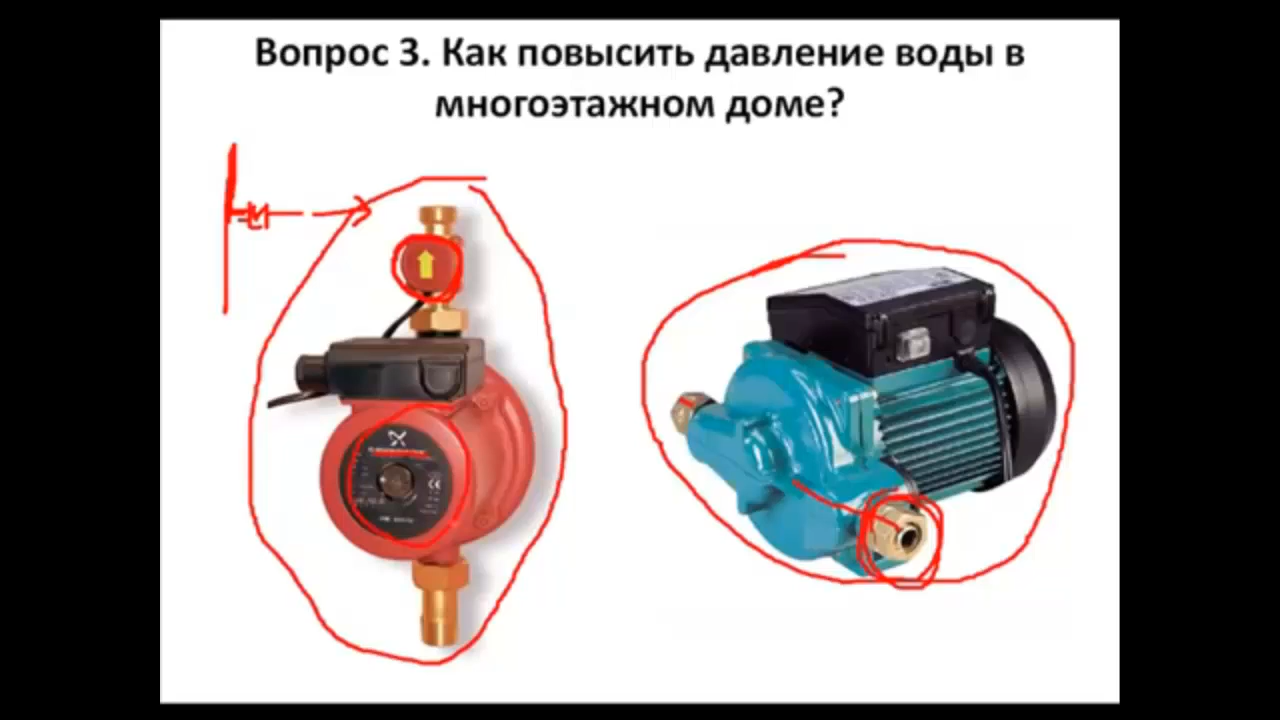 Вопрос 3. Как повысить давление воды в
многоэтажном доме?